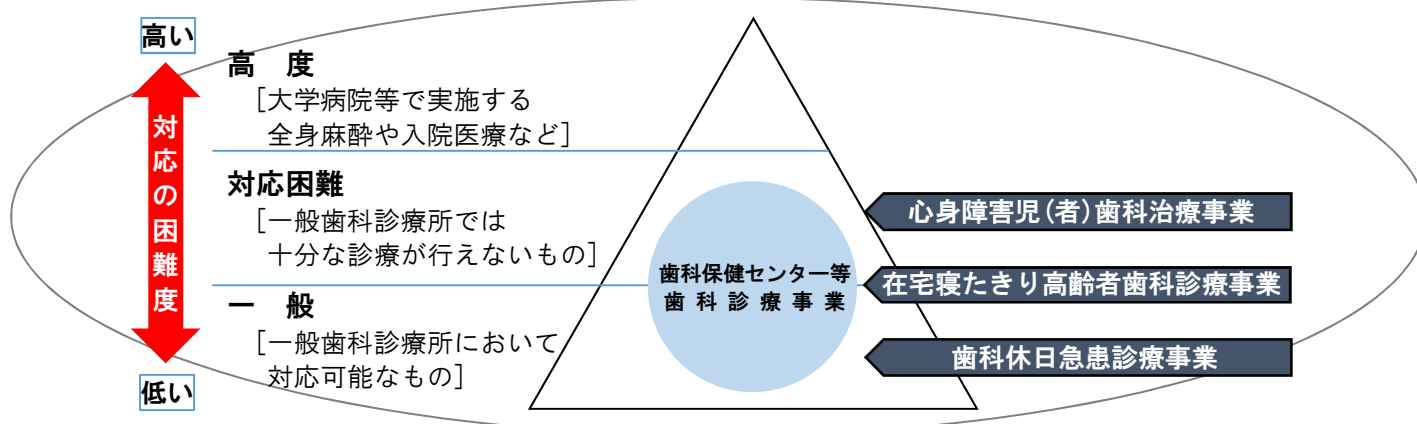 高い
対応の困難度
低い
高　度
［大学病院等で実施する
全身麻酔や入院医療など］
対応困難
［一般歯科診療所では
十分な診療が行えないもの］
一　般
［一般歯科診療所において
対応可能なもの］
歯科保健センター等
歯科診療事業
心身障害児(者)歯科治療事業
在宅寝たきり高齢者歯科診療事業
歯科休日急患診療事業